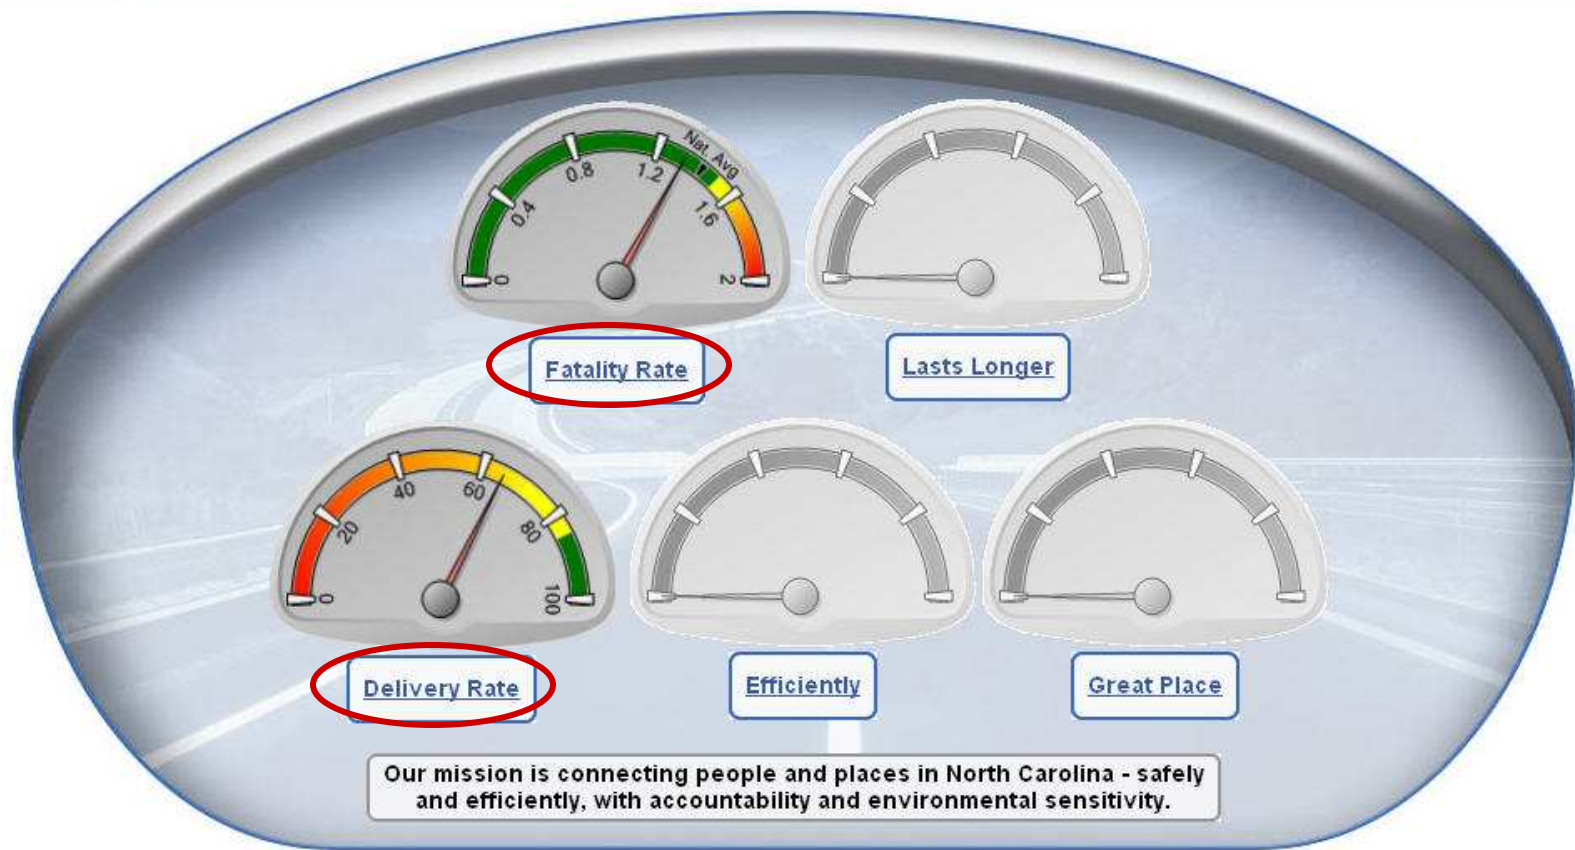 0
0.4
0.8
1.2
Nat. Avg
1.6
2
Fatality Rate
Lasts Longer
0
20
40
60
80
100
Delivery Rate
Efficiently
Great Place
Our mission is connecting people and places in North Carolina - safely
and efficiently, with accountability and environmental sensitivity.